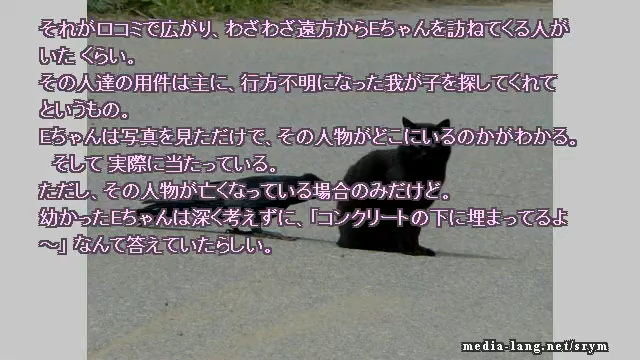 それが口コミで広がり、わざわざ遠方からEちゃんを訪ねてくる人が
いた くらい。
その人達の用件は主に、行方不明になった我が子を探してくれて
というもの。
Eちゃんは写真を見ただけで、その人物がどこにいるのかがわかる。
そして 実際に当たっている。
ただし、その人物が亡くなっている場合のみだけど。
幼かったEちゃんは深く考えずに、「コンクリートの下に埋まってるよ
～」 なんて答えていたらしい。
media-lang.net/srym